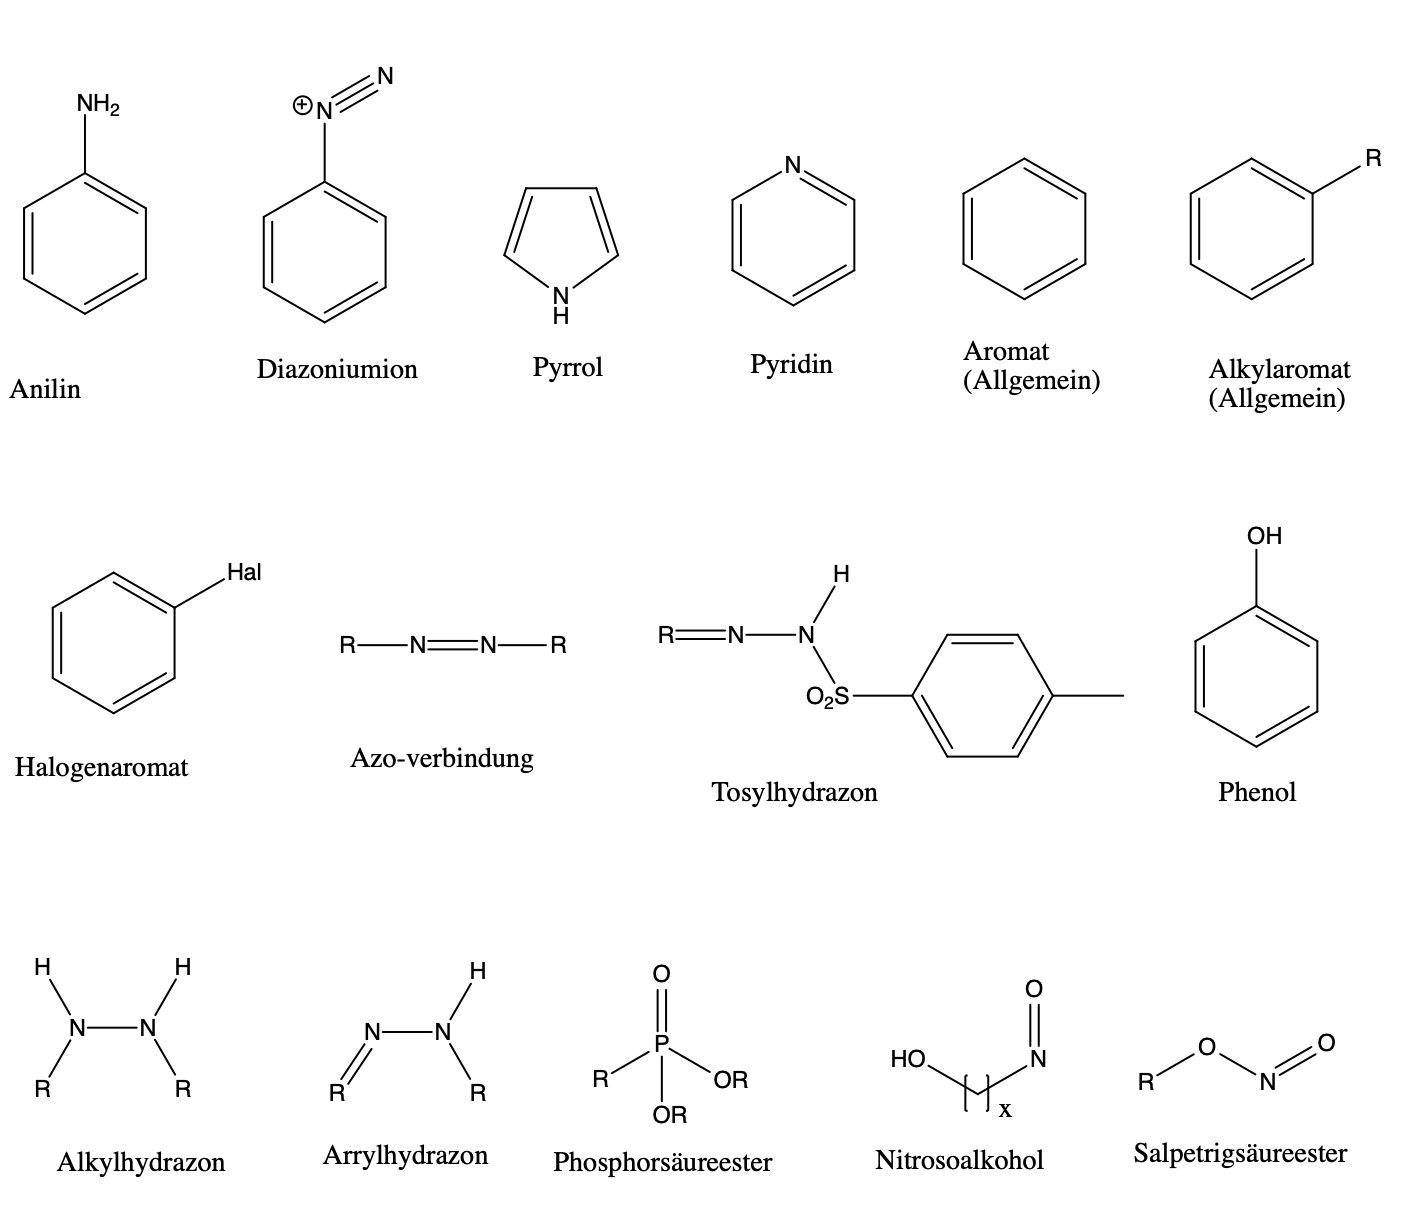 NH2
⊕N≡N
N
H
N
R
Anilin
Diazoniumion
Pyrrol
Pyridin
Aromat
(Allgemein)
Alkylaromat
(Allgemein)
Hal
R N N R
H
R N N
O2S
OH
Halogenaromat
Azo-verbindung
Tosylhydrazon
Phenol
H H
N N
R R
H
N N
R R
O
P
R OR
OR
O
HO N
x
O O
R N
Alkylhydrazon
Arrylhydrazon
Phosphorsäureester
Nitrosoalkohol
Salpetrigsäureester